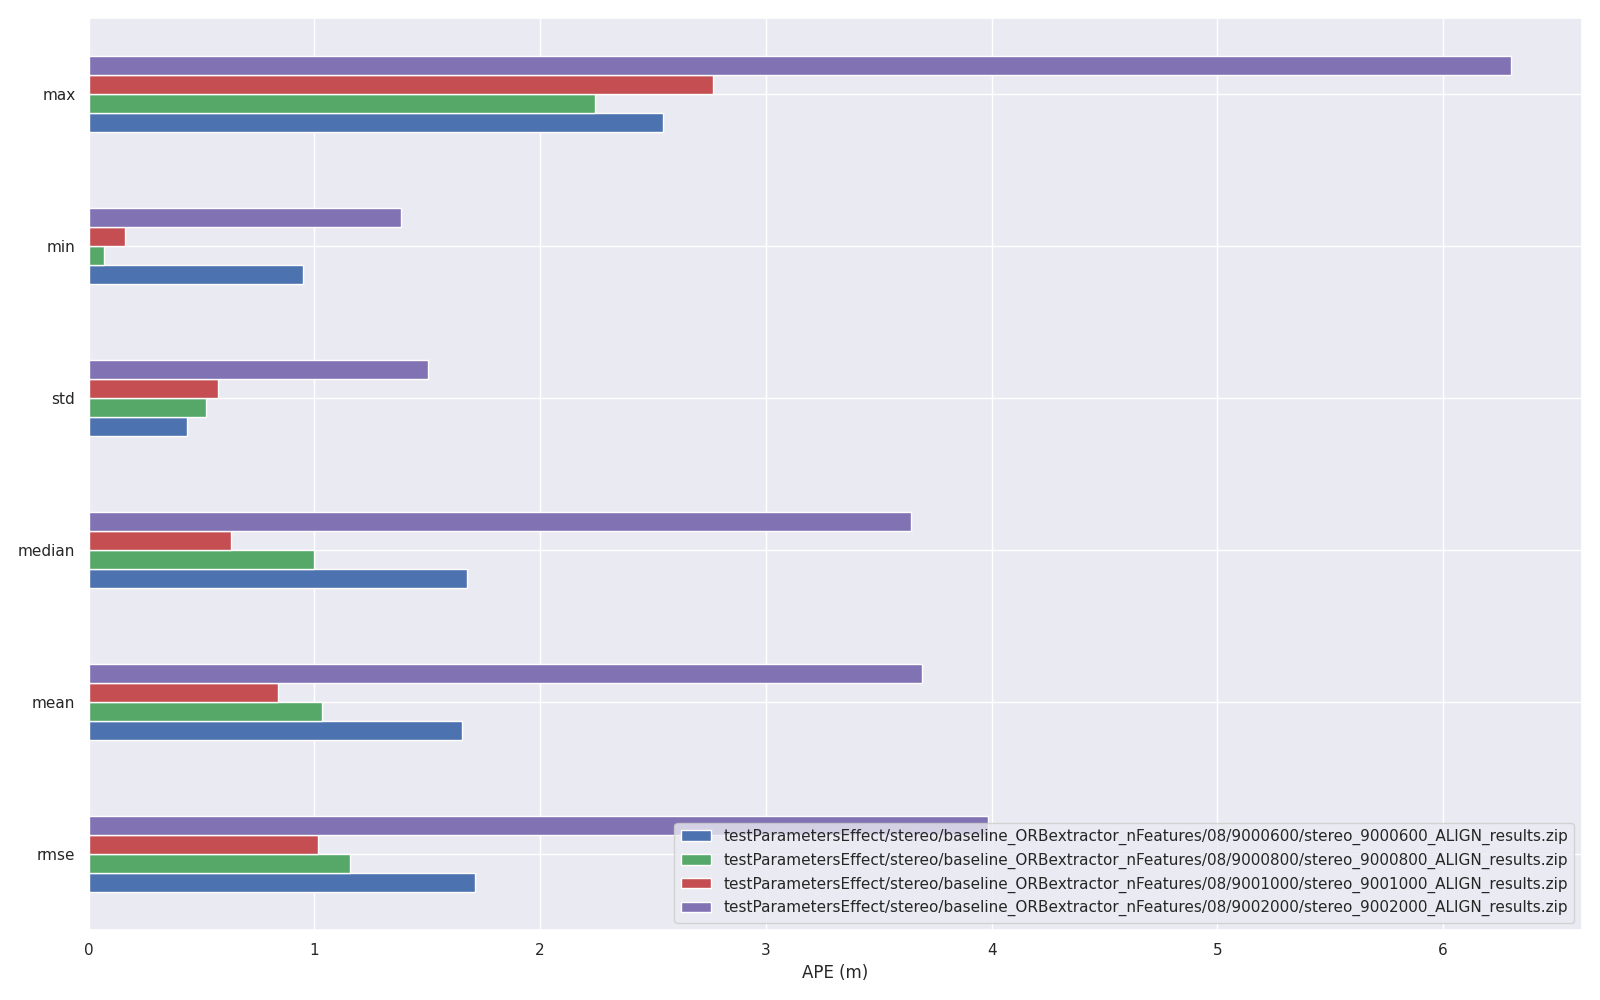 max
min
std
median
mean
rmse
testParametersEffect/stereo/baseline_ORBextractor_nFeatures/08/9000600/stereo_9000600_ALIGN_results.zip
testParametersEffect/stereo/baseline_ORBextractor_nFeatures/08/9000800/stereo_9000800_ALIGN_results.zip
testParametersEffect/stereo/baseline_ORBextractor_nFeatures/08/9001000/stereo_9001000_ALIGN_results.zip
testParametersEffect/stereo/baseline_ORBextractor_nFeatures/08/9002000/stereo_9002000_ALIGN_results.zip
0 1 2 3 4 5 6
APE (m)